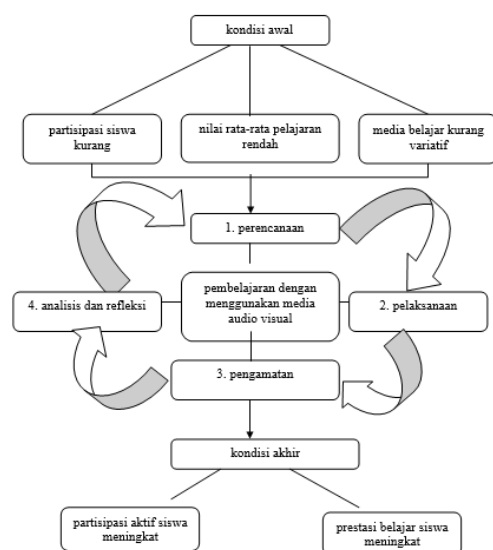 kondisi awal
partisipasi siswa
kurang
nilai rata-rata pelajaran
rendah
media belajar kurang
variatif
1. perencanaan
pembelajaran dengan
menggunakan media
audio visual
4. analisis dan refleksi
2. pelaksanaan
3. pengamatan
kondisi akhir
partisipasi aktif siswa
meningkat
prestasi belajar siswa
meningkat